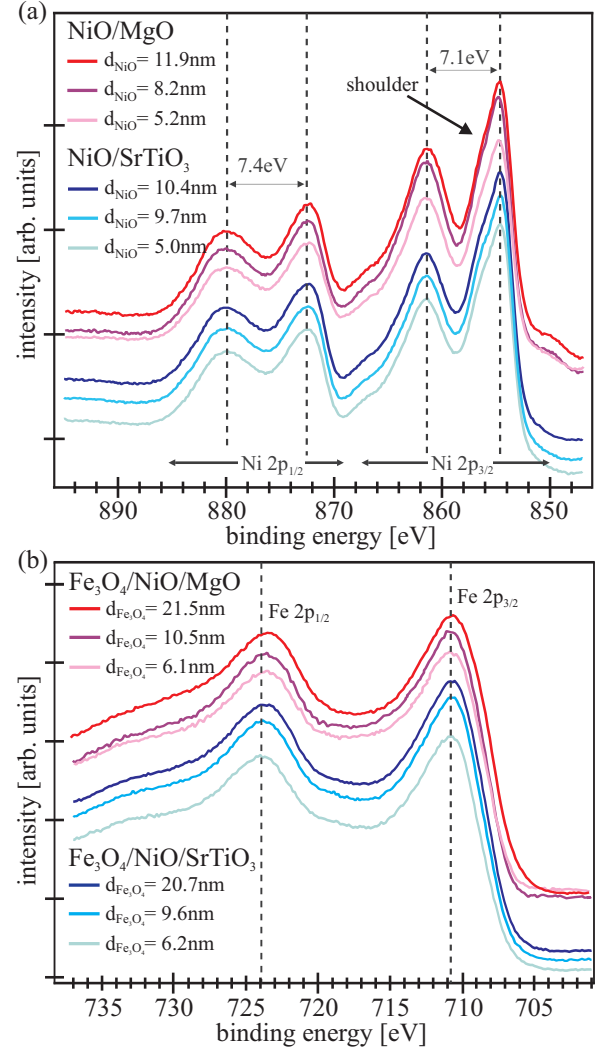 (a)
NiO/MgO
d_NiO = 11.9nm
d_NiO = 8.2nm
d_NiO = 5.2nm
NiO/SrTiO₃
d_NiO = 10.4nm
d_NiO = 9.7nm
d_NiO = 5.0nm
7.1eV
shoulder
7.4eV
Ni 2p₁/₂
Ni 2p₃/₂
intensity [arb. units]
890 880 870 860 850
binding energy [eV]
(b)
Fe₃O₄/NiO/MgO
d_Fe₃O₄ = 21.5nm
d_Fe₃O₄ = 10.5nm
d_Fe₃O₄ = 6.1nm
Fe 2p₁/₂
Fe 2p₃/₂
Fe₃O₄/NiO/SrTiO₃
d_Fe₃O₄ = 20.7nm
d_Fe₃O₄ = 9.6nm
d_Fe₃O₄ = 6.2nm
intensity [arb. units]
735 730 725 720 715 710 705
binding energy [eV]